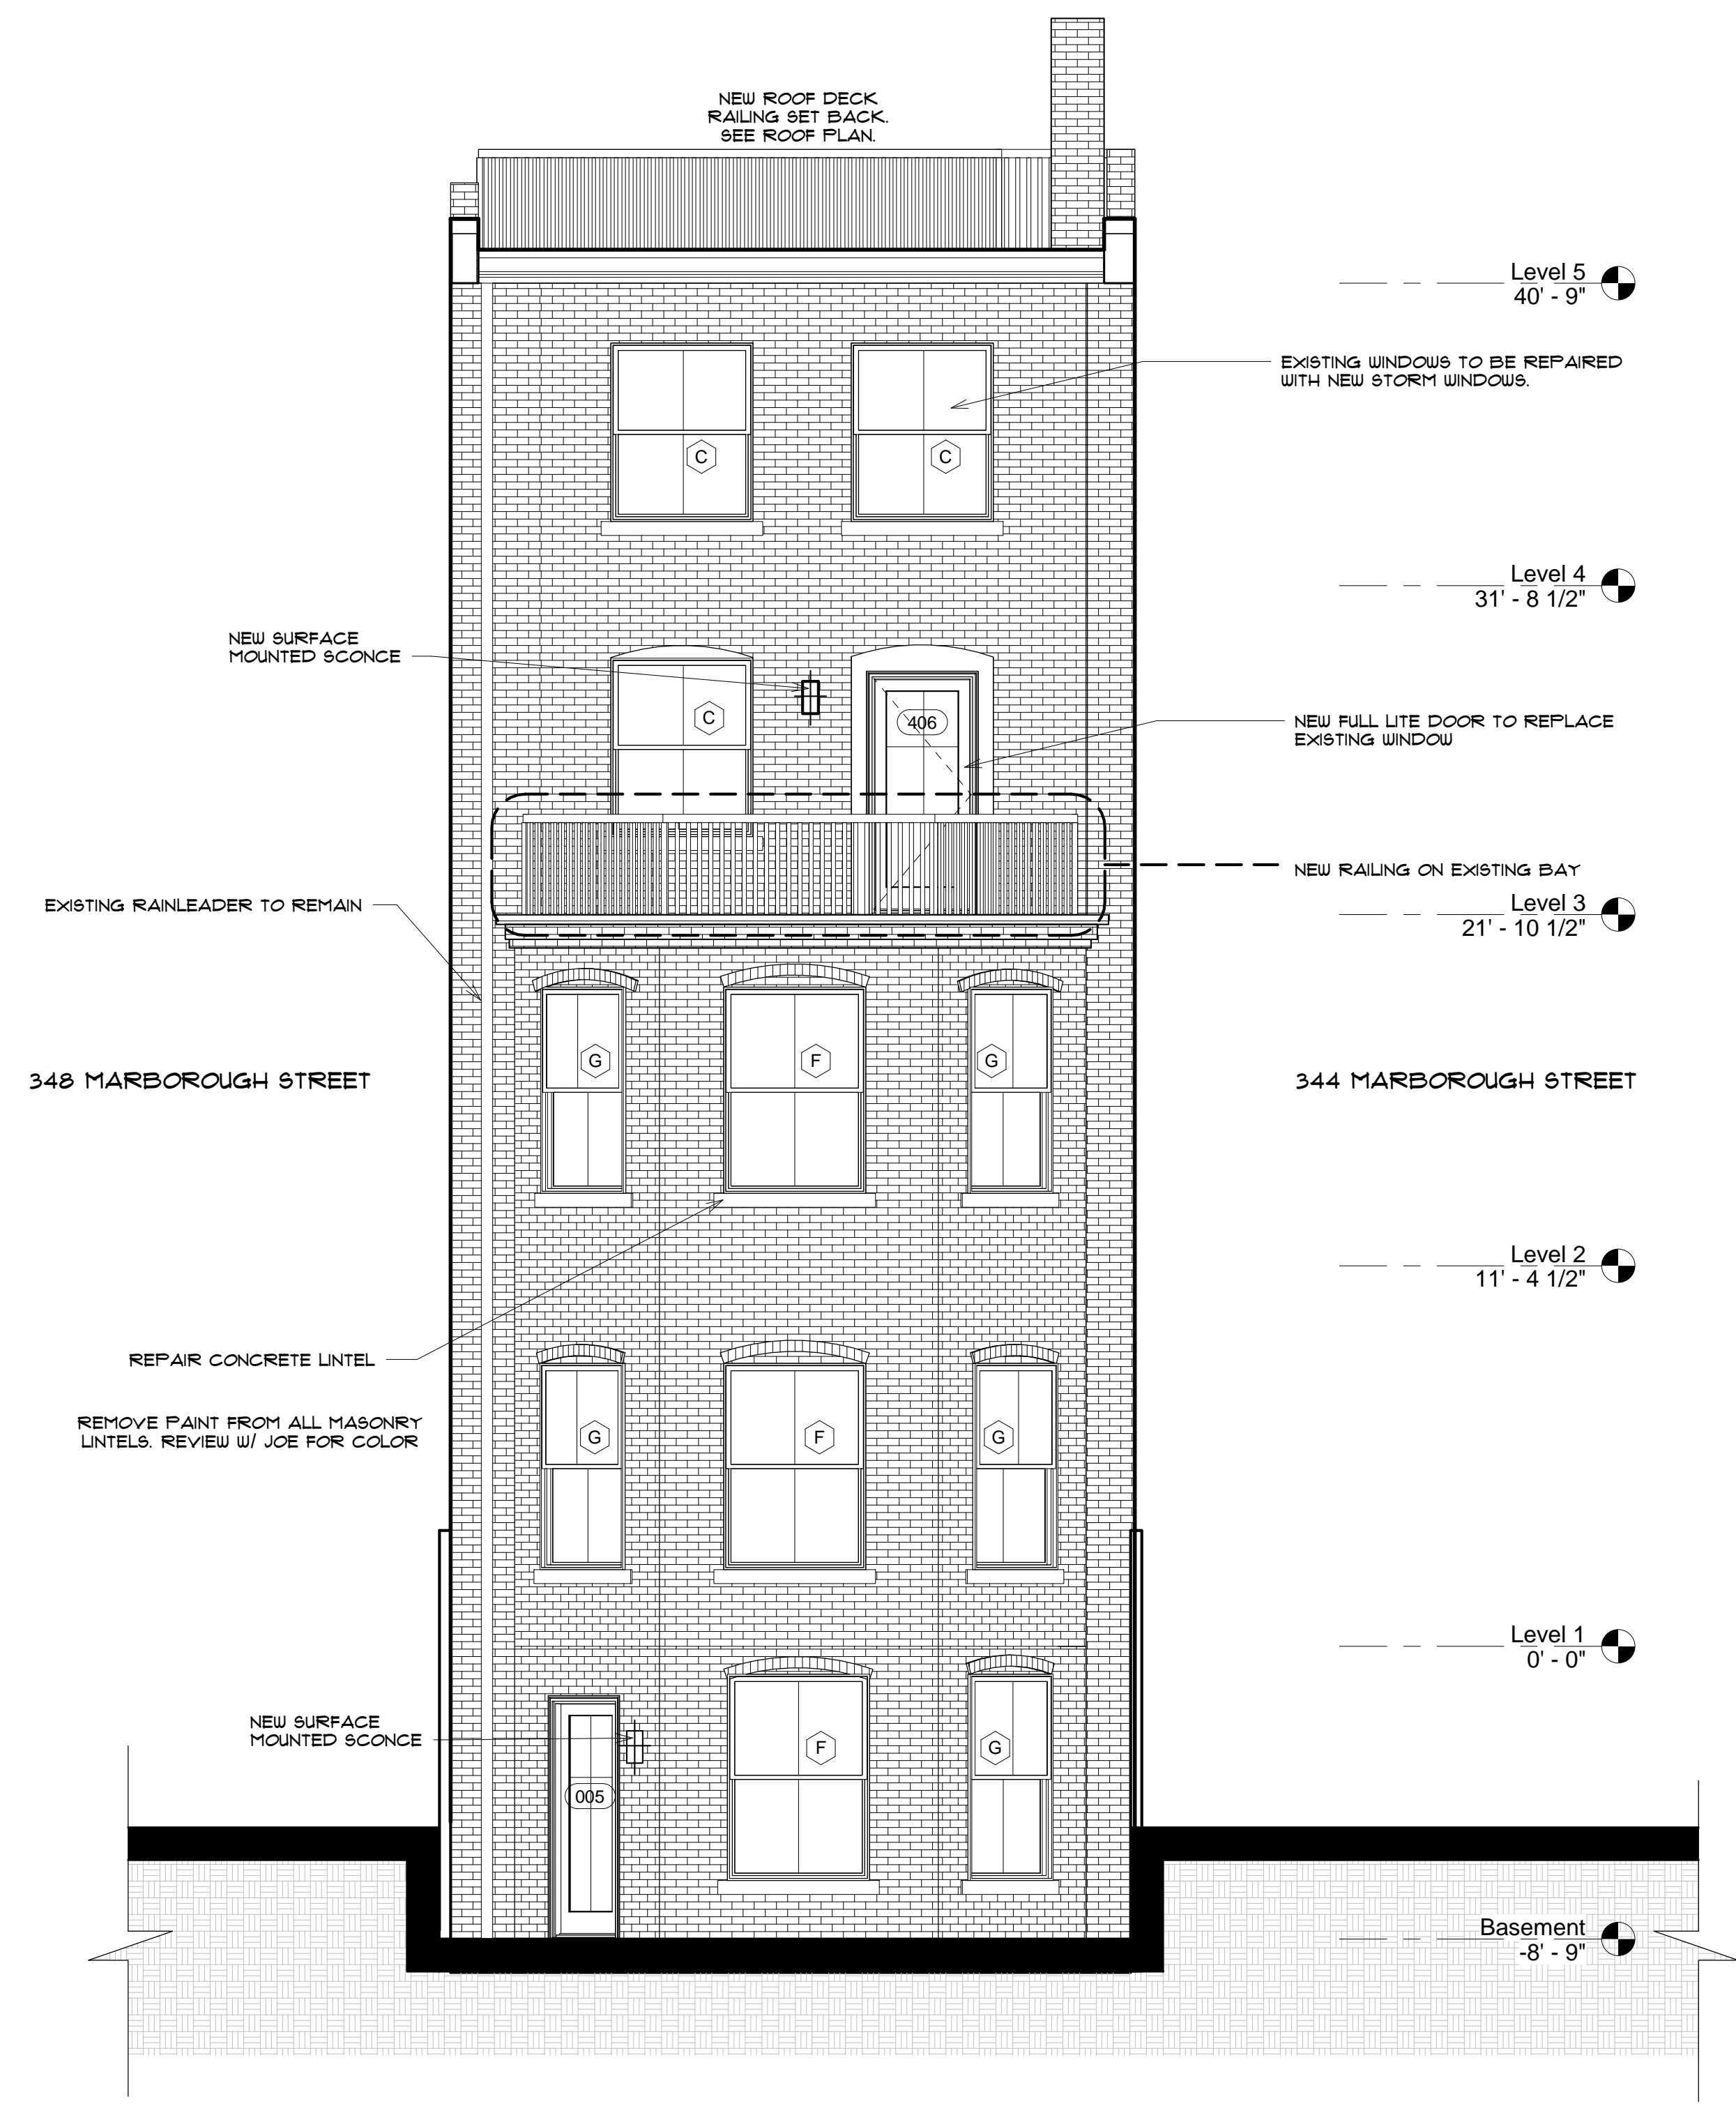 NEW ROOF DECK
RAILING SET BACK.
SEE ROOF PLAN.
Level 5
40' - 9"
EXISTING WINDOWS TO BE REPAIRED
WITH NEW STORM WINDOWS.
C
C
Level 4
31' - 8 1/2"
NEW SURFACE
MOUNTED SCONCE
C
406
NEW FULL LITE DOOR TO REPLACE
EXISTING WINDOW
NEW RAILING ON EXISTING BAY
EXISTING RAINLEADER TO REMAIN
Level 3
21' - 10 1/2"
G
F
G
348 MARBOROUGH STREET
344 MARBOROUGH STREET
Level 2
11' - 4 1/2"
REPAIR CONCRETE LINTEL
REMOVE PAINT FROM ALL MASONRY
LINTELS. REVIEW W/ JOE FOR COLOR
G
F
G
Level 1
0' - 0"
NEW SURFACE
MOUNTED SCONCE
F
G
005
Basement
-8' - 9"